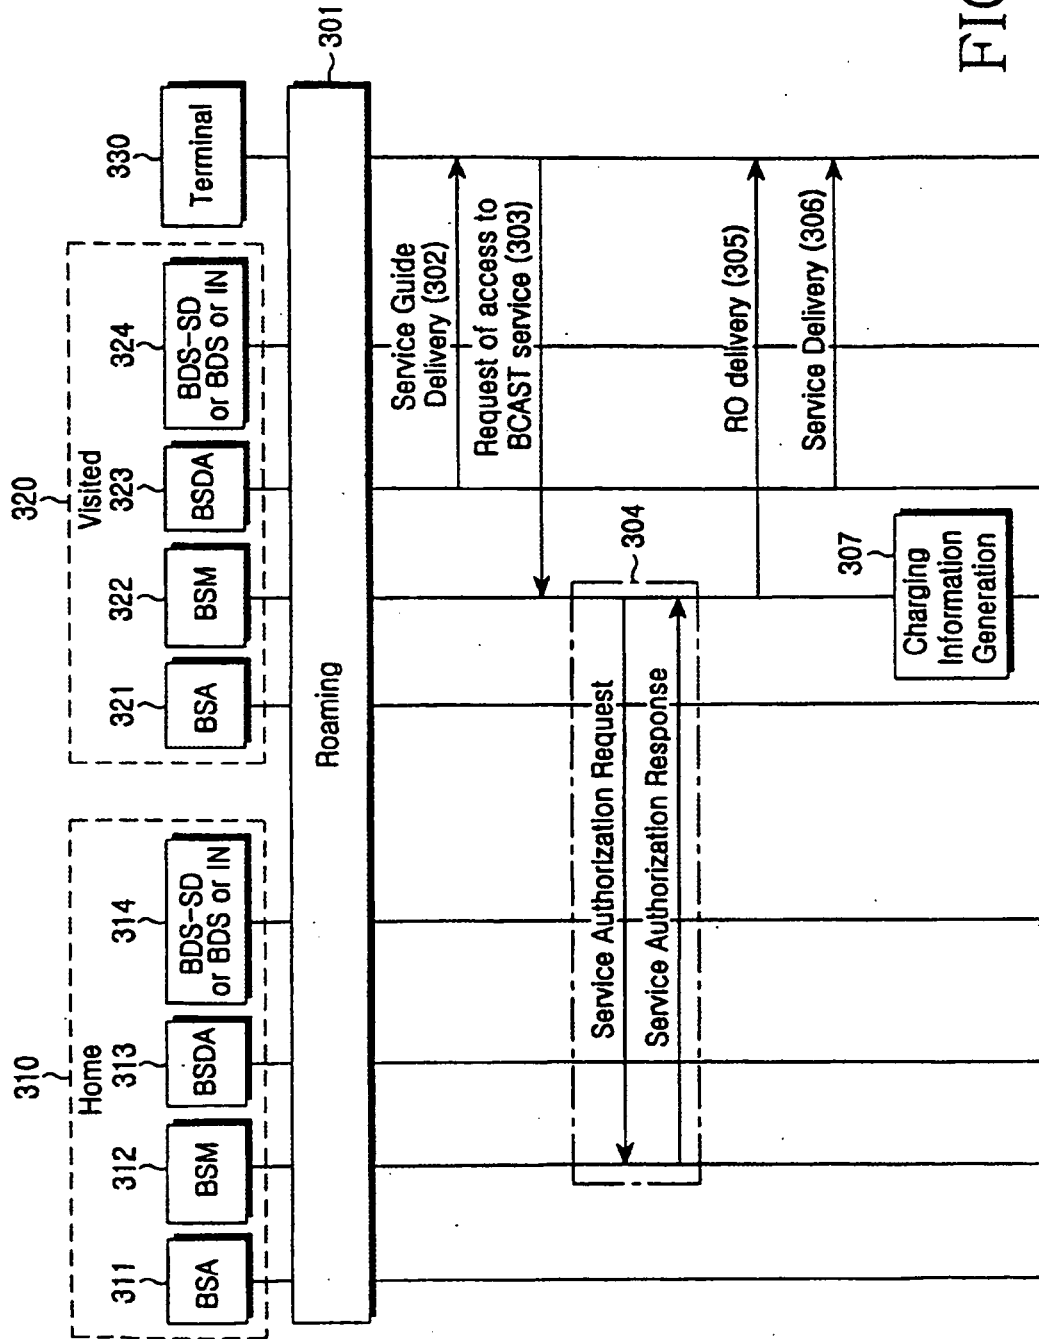 310
Home
311
BSA
312
BSM
313
BSDA
314
BDS-SD
or BDS or IN
320
Visited
321
BSA
322
BSM
323
BSDA
324
BDS-SD
or BDS or IN
330
Terminal
301
Roaming
Service Guide
Delivery (302)
Request of access to
BCAST service (303)
304
Service Authorization Request
Service Authorization Response
RO delivery (305)
Service Delivery (306)
307
Charging
Information
Generation